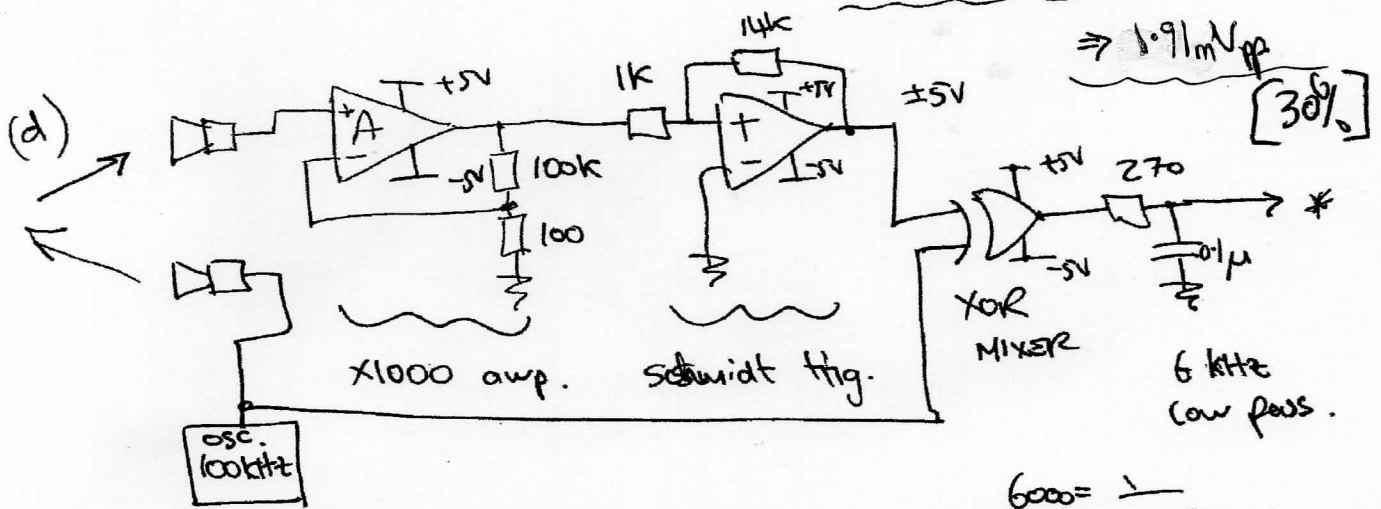 14k
⇒ 1.91mVpp
[30%]
(d)
+5V
1K
+5V
±5V
+
A
-
-5V
100k
100
+
-
-5V
+5V
270
*
-5V
0.1μ
XOR
MIXER
x1000 amp.
schmidt trig.
6 kHz
low pass.
osc.
100kHz
6000= 1